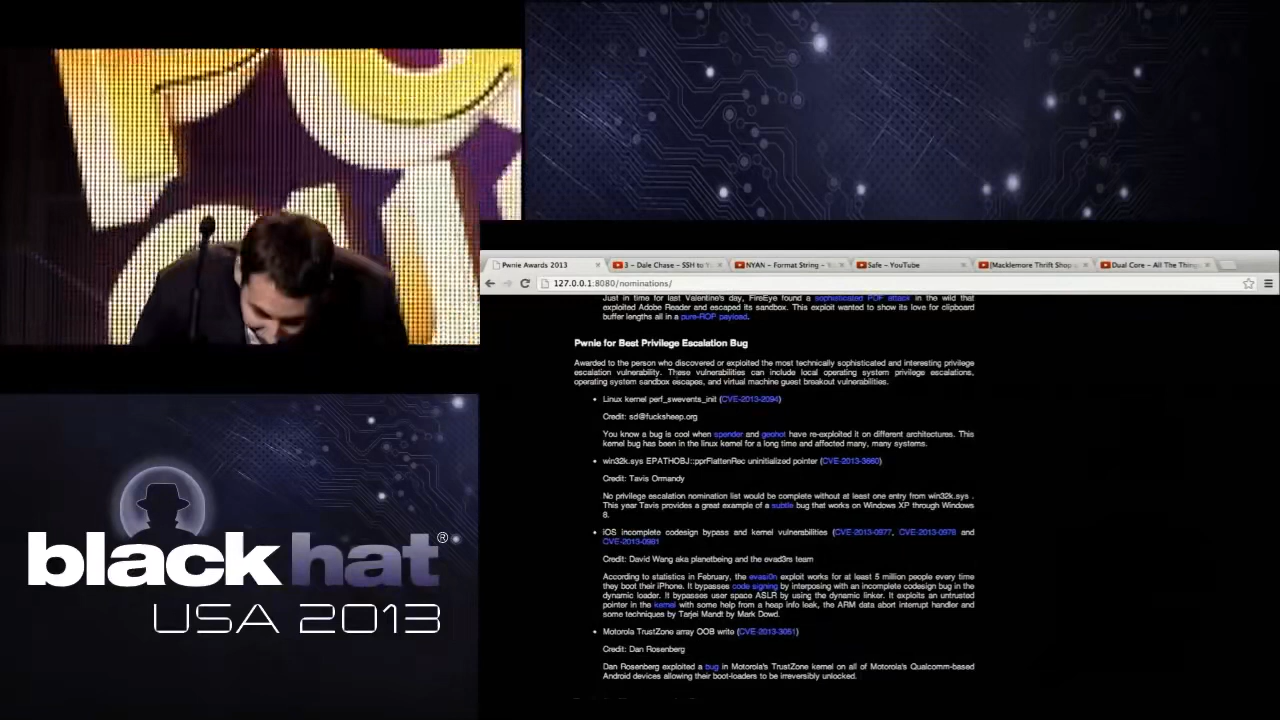 Pwnie Awards 2013
3 - Dale Chase - SSH to Y
NYAN - Format String -
Safe - YouTube
[Macklemore Thrift Shop
Dual Core - All The Thin
127.0.0.1:8080/nominations/
Just in time for last Valentine's day, FireEye found a sophisticated PDF attack in the wild that
exploited Adobe Reader and escaped its sandbox. This exploit wanted to show its love for clipboard
buffer lengths all in a pure-ROP payload.
Pwnie for Best Privilege Escalation Bug
Awarded to the person who discovered or exploited the most technically sophisticated and interesting privilege
escalation vulnerability. These vulnerabilities can include local operating system privilege escalations,
operating system sandbox escapes, and virtual machine guest breakout vulnerabilities.
• Linux kernel perf_swevents_init (CVE-2013-2094)
Credit: sd@fucksheep.org
You know a bug is cool when spender and geohot have re-exploited it on different architectures. This
kernel bug has been in the linux kernel for a long time and affected many, many systems.
• win32k.sys EPATHOBJ::pprFlattenRec uninitialized pointer (CVE-2013-3660)
Credit: Tavis Ormandy
No privilege escalation nomination list would be complete without at least one entry from win32k.sys .
This year Tavis provides a great example of a subtle bug that works on Windows XP through Windows
8.
• iOS incomplete codesign bypass and kernel vulnerabilities (CVE-2013-0977, CVE-2013-0978 and
CVE-2013-0981
Credit: David Wang aka planetbeing and the evad3rs team
According to statistics in February, the evasi0n exploit works for at least 5 million people every time
they boot their iPhone. It bypasses code signing by interposing with an incomplete codesign bug in the
dynamic loader. It bypasses user space ASLR by using the dynamic linker. It exploits an untrusted
pointer in the kernel with some help from a heap info leak, the ARM data abort interrupt handler and
some techniques by Tarjei Mandt by Mark Dowd.
• Motorola TrustZone array OOB write (CVE-2013-3051)
Credit: Dan Rosenberg
Dan Rosenberg exploited a bug in Motorola's TrustZone kernel on all of Motorola's Qualcomm-based
Android devices allowing their boot-loaders to be irreversibly unlocked.
blackhat®
USA 2013